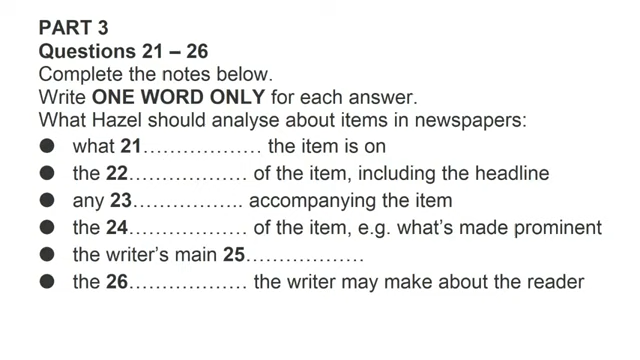 PART 3
Questions 21 – 26
Complete the notes below.
Write ONE WORD ONLY for each answer.
What Hazel should analyse about items in newspapers:
● what 21……………… the item is on
● the 22……………… of the item, including the headline
● any 23…………….. accompanying the item
● the 24……………… of the item, e.g. what's made prominent
● the writer's main 25………………
● the 26……………… the writer may make about the reader